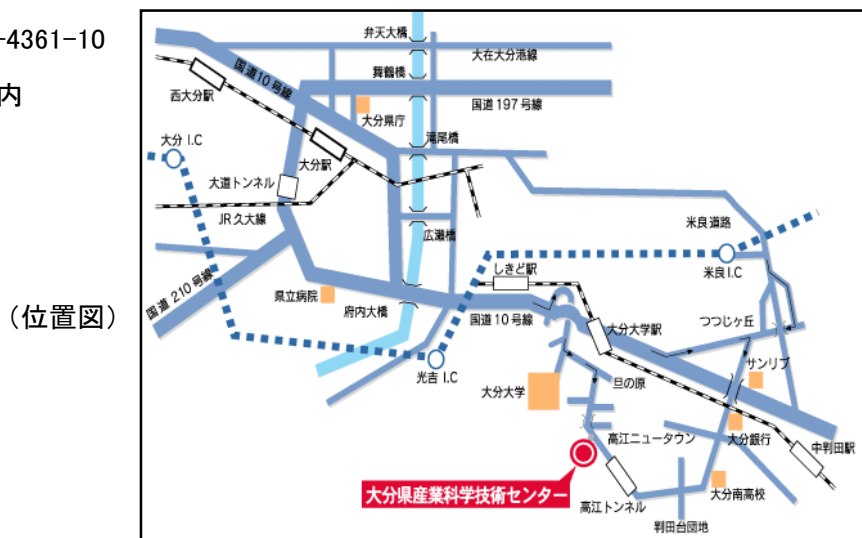 -4361-10
内
（位置図）
弁天大橋
大在大分港線
国道10号線
舞鶴橋
西大分駅
国道197号線
大分県庁
大分 I.C
滝尾橋
大分駅
大道トンネル
JR久大線
米良道路
広瀬橋
しきど駅
米良 I.C
国道 210 号線
県立病院
府内大橋
国道 10 号線
大分大学駅
つつじヶ丘
光吉 I.C
サンリブ
大分大学
旦の原
高江ニュータウン
大分銀行
中判田駅
大分県産業科学技術センター
高江トンネル
大分南高校
判田台団地